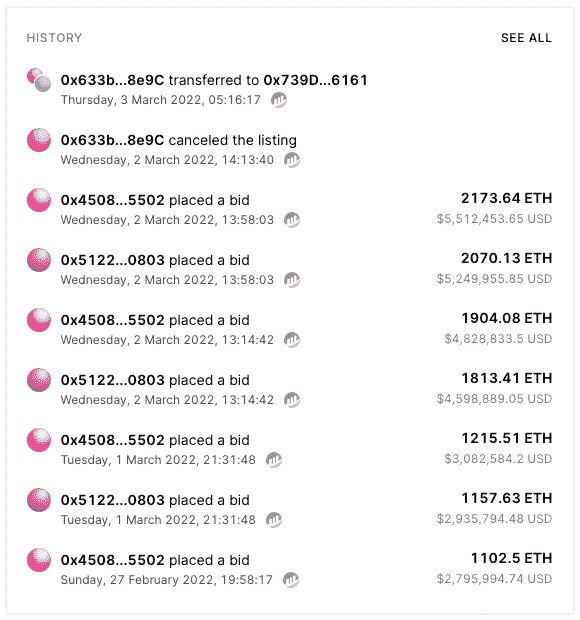 HISTORY SEE ALL
0x633b...8e9C transferred to 0x739D...6161
Thursday, 3 March 2022, 05:16:17
0x633b...8e9C canceled the listing
Wednesday, 2 March 2022, 14:13:40
0x4508...5502 placed a bid 2173.64 ETH
Wednesday, 2 March 2022, 13:58:03 $5,512,453.65 USD
0x5122...0803 placed a bid 2070.13 ETH
Wednesday, 2 March 2022, 13:58:03 $5,249,955.85 USD
0x4508...5502 placed a bid 1904.08 ETH
Wednesday, 2 March 2022, 13:14:42 $4,828,833.5 USD
0x5122...0803 placed a bid 1813.41 ETH
Wednesday, 2 March 2022, 13:14:42 $4,598,889.05 USD
0x4508...5502 placed a bid 1215.51 ETH
Tuesday, 1 March 2022, 21:31:48 $3,082,584.2 USD
0x5122...0803 placed a bid 1157.63 ETH
Tuesday, 1 March 2022, 21:31:48 $2,935,794.48 USD
0x4508...5502 placed a bid 1102.5 ETH
Sunday, 27 February 2022, 19:58:17 $2,795,994.74 USD